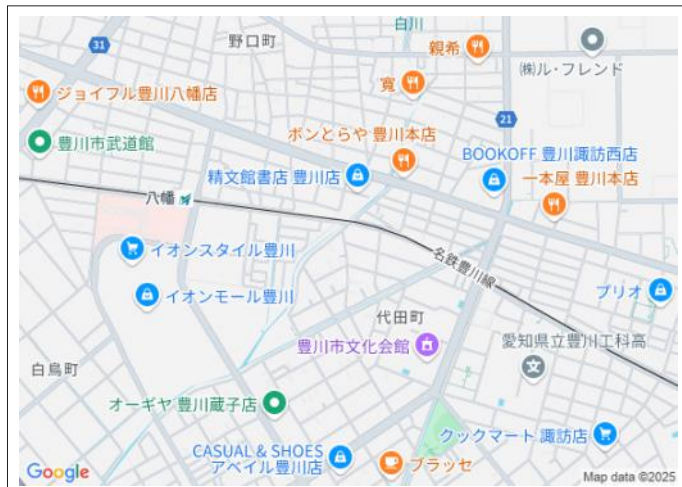 白川
野口町
親希
31
(株)ル・フレンド
寛
ジョイフル豊川八幡店
21
ボンとらや 豊川本店
豊川市武道館
BOOKOFF 豊川諏訪西店
精文館書店 豊川店
一本屋 豊川本店
八幡
イオンスタイル豊川
名鉄豊川線
イオンモール豊川
プリオ
代田町
豊川市文化会館
愛知県立豊川工科高
白鳥町
オーギヤ 豊川蔵子店
クックマート 諏訪店
CASUAL & SHOES
アベイル豊川店
ブラッセ
文
Google
Map data ©2025